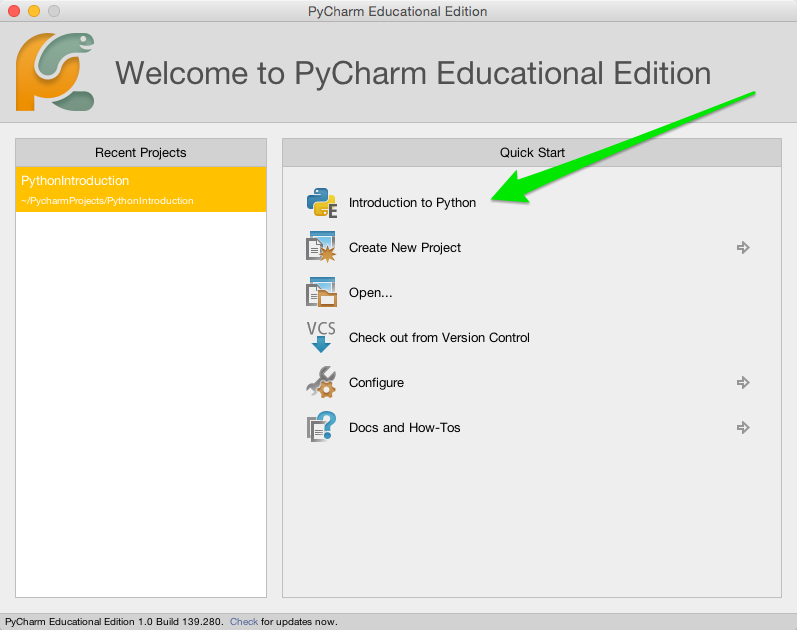 PyCharm Educational Edition
PC
Welcome to PyCharm Educational Edition
Recent Projects
PythonIntroduction
~/PycharmProjects/PythonIntroduction
Quick Start
E
Introduction to Python
Create New Project
Open...
VCS
Check out from Version Control
Configure
?
Docs and How-Tos
PyCharm Educational Edition 1.0 Build 139.280. Check for updates now.